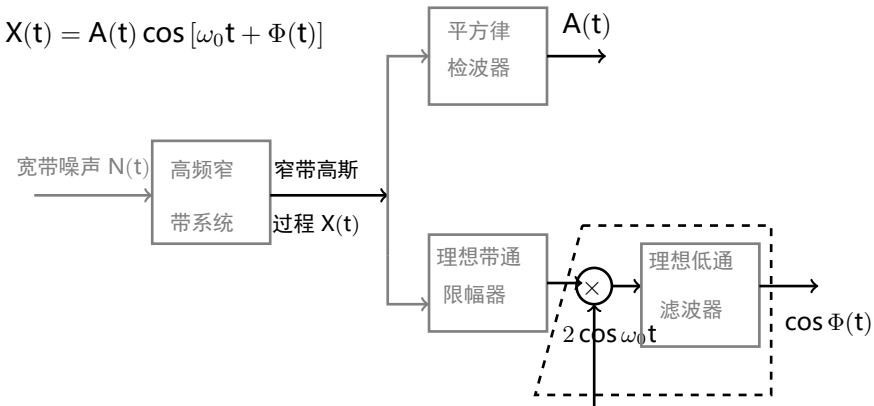 X(t) = A(t) cos [ω₀t + Φ(t)]
平方律
检波器
A(t)
宽带噪声 N(t)
高频窄
带系统
窄带高斯
过程 X(t)
理想带通
限幅器
×
2 cos ω₀t
理想低通
滤波器
cos Φ(t)